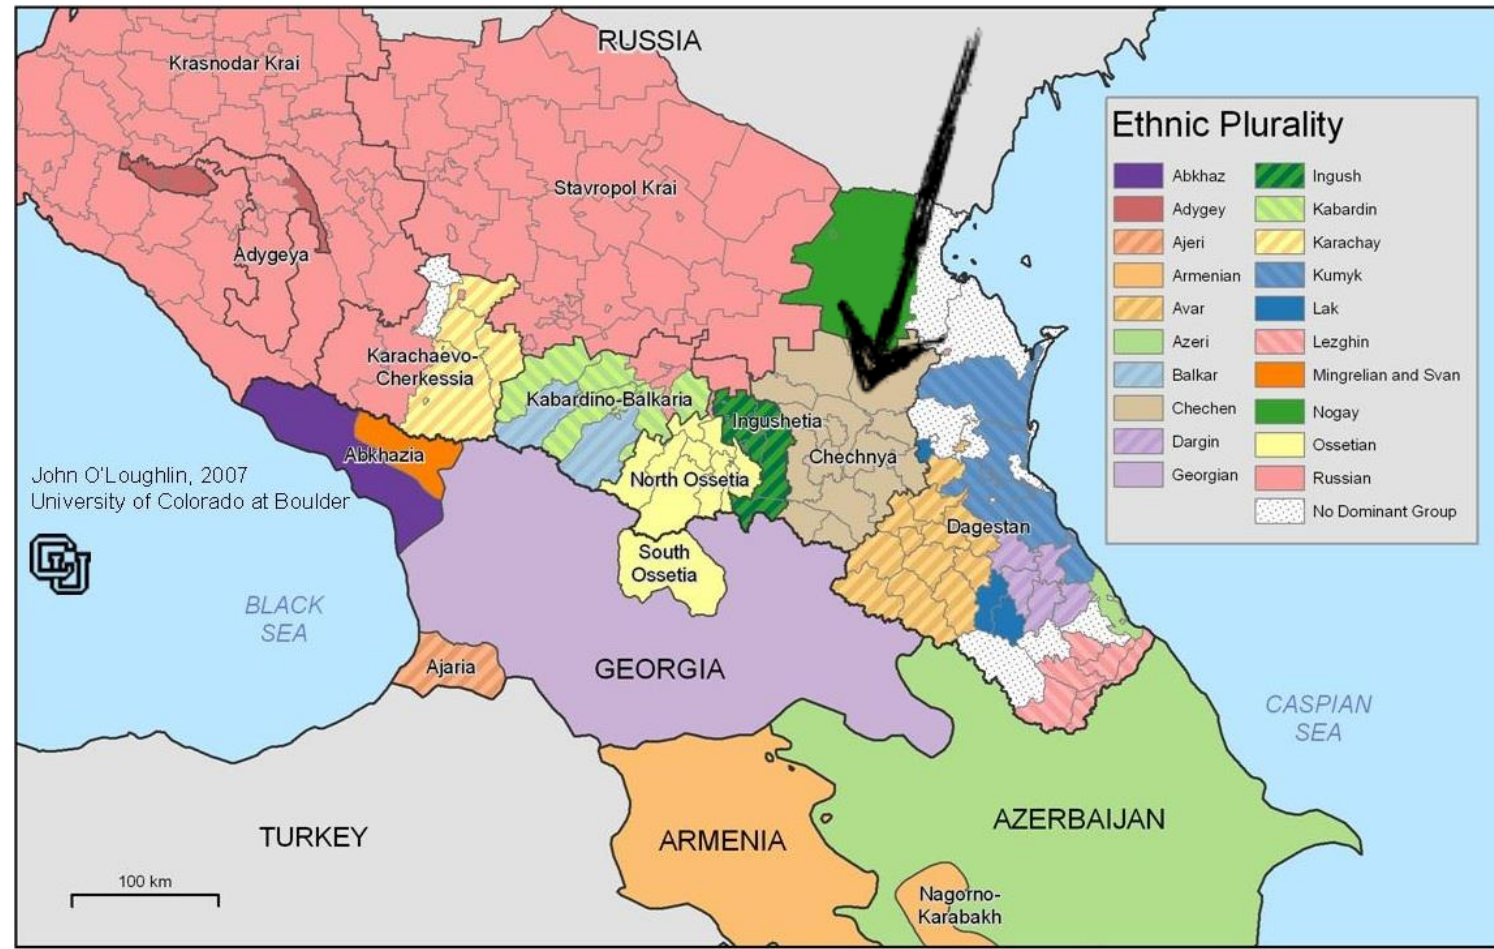 RUSSIA
Krasnodar Krai
Stavropol Krai
Adygeya
Karachaevo-
Cherkessia
Kabardino-Balkaria
Ingushetia
Chechnya
Abkhazia
North Ossetia
South
Ossetia
Dagestan
John O'Loughlin, 2007
University of Colorado at Boulder
CU
BLACK
SEA
Ajaria
GEORGIA
CASPIAN
SEA
TURKEY
ARMENIA
AZERBAIJAN
Nagorno-
Karabakh
100 km
Ethnic Plurality
Abkhaz
Adygey
Ajeri
Armenian
Avar
Azeri
Balkar
Chechen
Dargin
Georgian
Ingush
Kabardin
Karachay
Kumyk
Lak
Lezghin
Mingrelian and Svan
Nogay
Ossetian
Russian
No Dominant Group